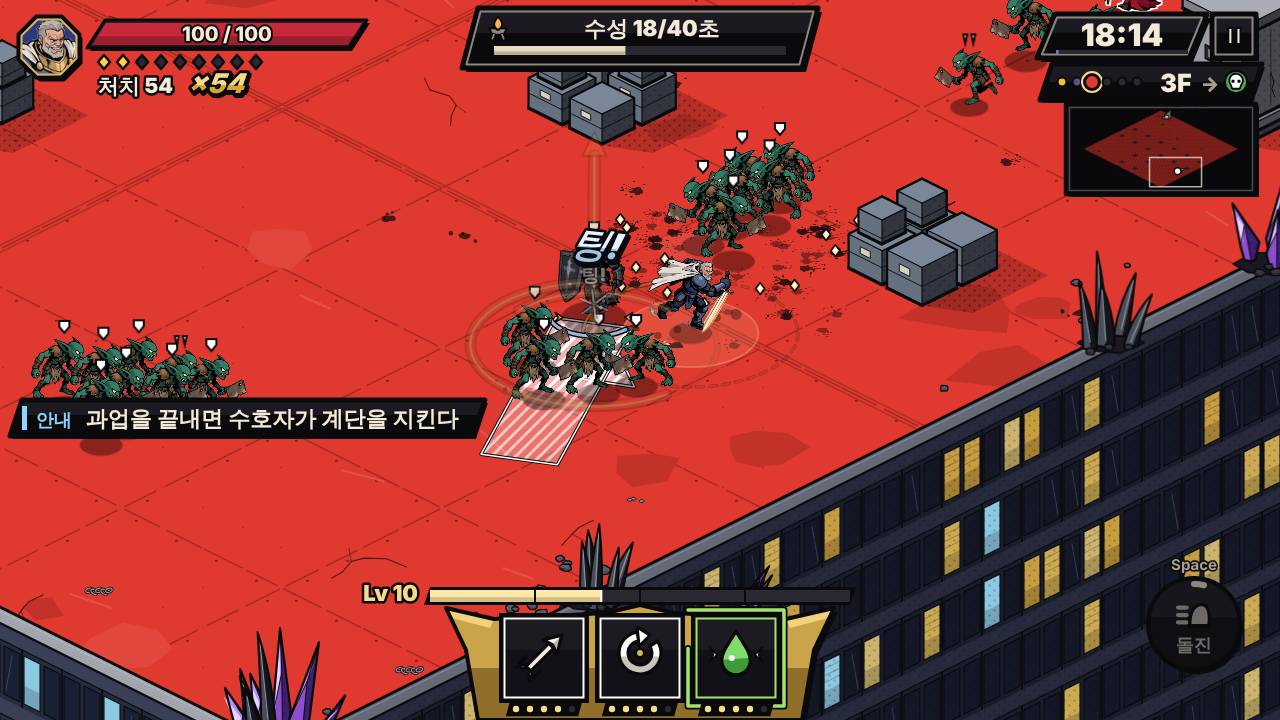 100 / 100
처치 54 ×54
수성 18/40초
18:14
3F
팅!!
팅!
안내 과업을 끝내면 수호자가 계단을 지킨다
Lv 10
Space
돌진